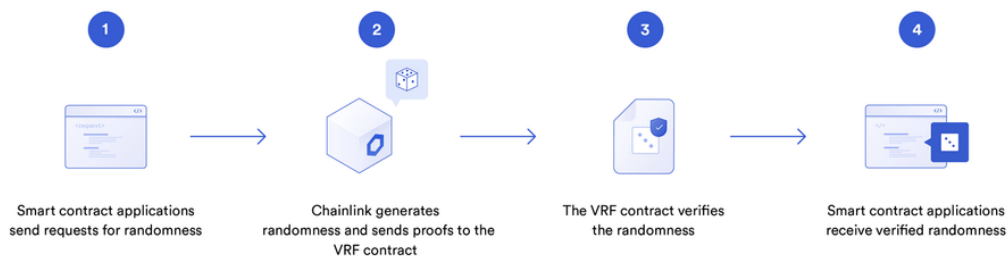 1
2
3
4
<request>
</>
</>
</>
Smart contract applications
send requests for randomness
Chainlink generates
randomness and sends proofs to the
VRF contract
The VRF contract verifies
the randomness
Smart contract applications
receive verified randomness